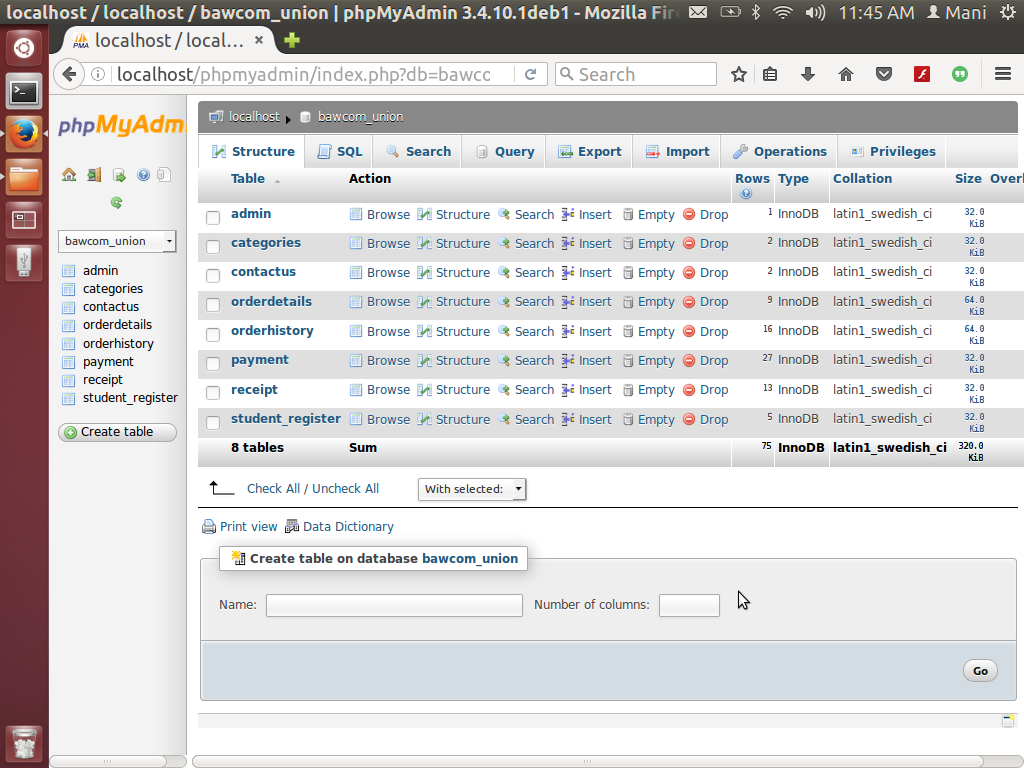 localhost / localhost / bawcom_union | phpMyAdmin 3.4.10.1deb1 - Mozilla Fire 11:45 AM Mani
localhost / local... ×
localhost/phpmyadmin/index.php?db=bawcc Search
phpMyAdm
bawcom_union
admin
categories
contactus
orderdetails
orderhistory
payment
receipt
student_register
Create table
localhost bawcom_union
Structure SQL Search Query Export Import Operations Privileges
Table Action Rows Type Collation Size Overh
admin Browse Structure Search Insert Empty Drop 1 InnoDB latin1_swedish_ci 32.0 KiB
categories Browse Structure Search Insert Empty Drop 2 InnoDB latin1_swedish_ci 32.0 KiB
contactus Browse Structure Search Insert Empty Drop 2 InnoDB latin1_swedish_ci 32.0 KiB
orderdetails Browse Structure Search Insert Empty Drop 9 InnoDB latin1_swedish_ci 64.0 KiB
orderhistory Browse Structure Search Insert Empty Drop 16 InnoDB latin1_swedish_ci 64.0 KiB
payment Browse Structure Search Insert Empty Drop 27 InnoDB latin1_swedish_ci 32.0 KiB
receipt Browse Structure Search Insert Empty Drop 13 InnoDB latin1_swedish_ci 32.0 KiB
student_register Browse Structure Search Insert Empty Drop 5 InnoDB latin1_swedish_ci 32.0 KiB
8 tables Sum 75 InnoDB latin1_swedish_ci 320.0 KiB
Check All / Uncheck All With selected:
Print view Data Dictionary
Create table on database bawcom_union
Name: Number of columns:
Go